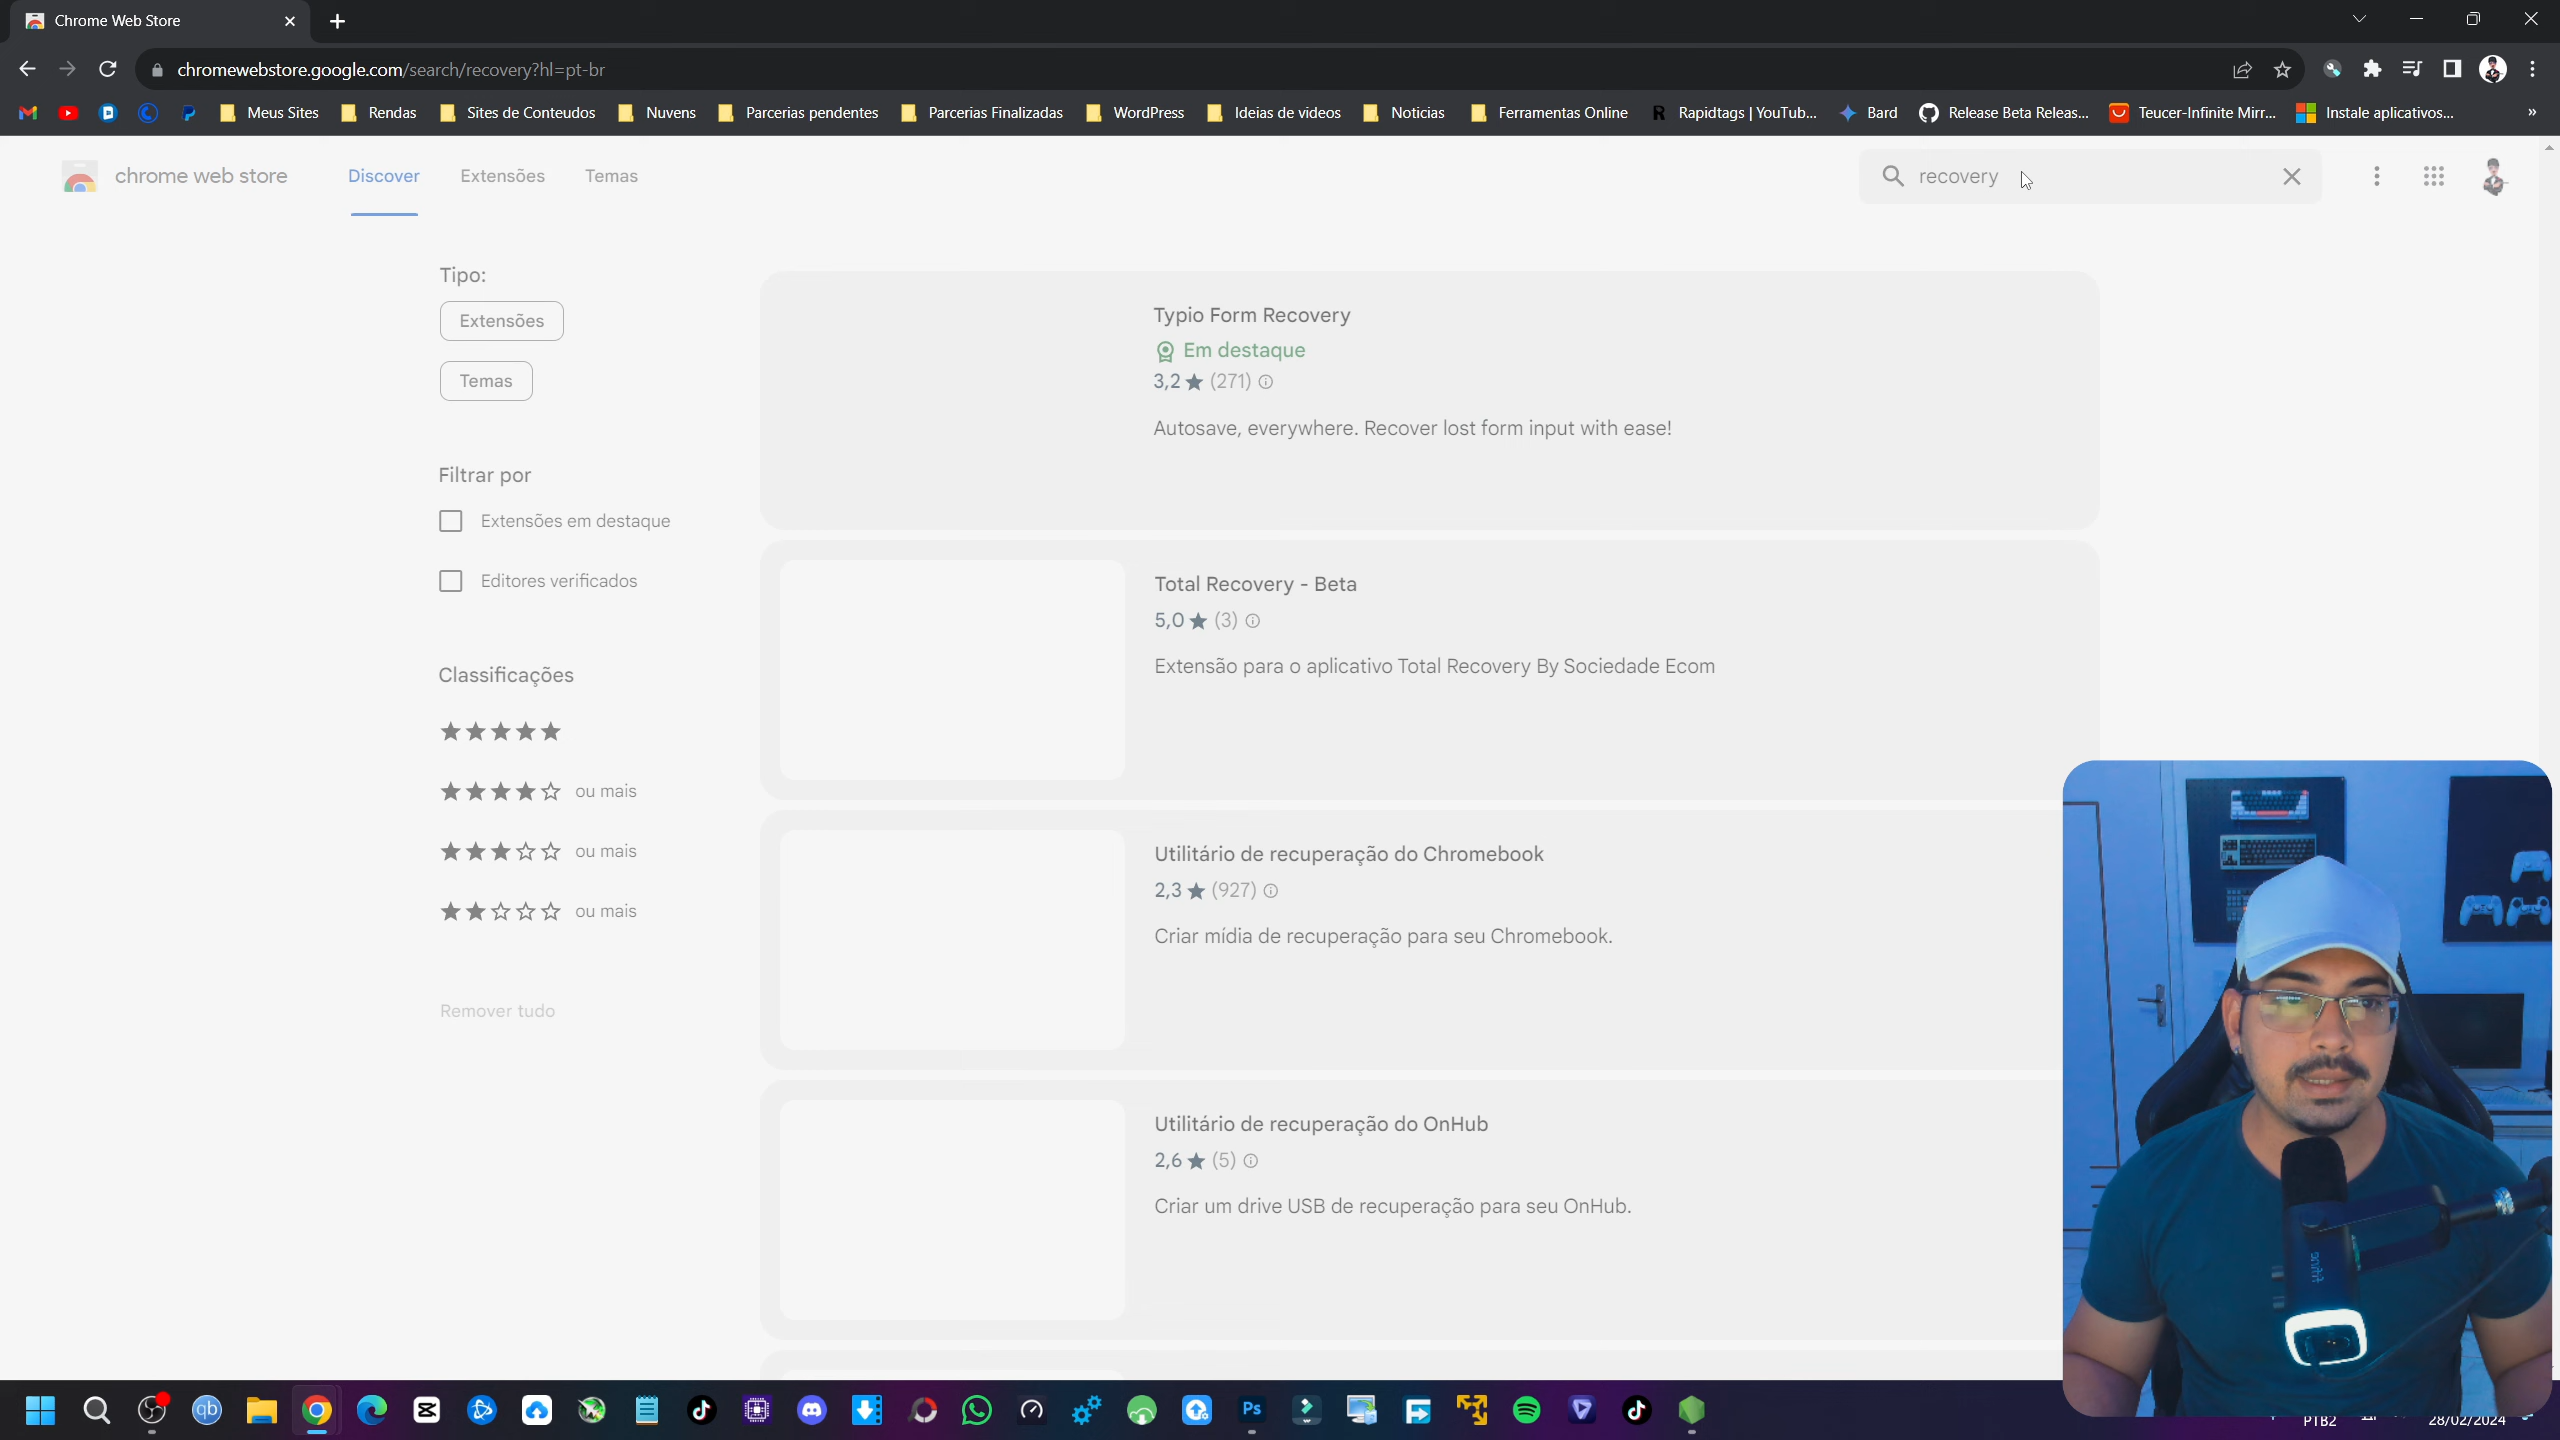 Chrome Web Store
chromewebstore.google.com/search/recovery?hl=pt-br
Meus Sites
Rendas
Sites de Conteudos
Nuvens
Parcerias pendentes
Parcerias Finalizadas
WordPress
Ideias de videos
Noticias
Ferramentas Online
Rapidtags | YouTub...
Bard
Release Beta Releas...
Teucer-Infinite Mirr...
Instale aplicativos...
»
chrome web store
Discover
Extensões
Temas
recovery
Tipo:
Extensões
Temas
Filtrar por
Extensões em destaque
Editores verificados
Classificações
ou mais
ou mais
ou mais
Remover tudo
Typio Form Recovery
Em destaque
3,2 ★ (271)
Autosave, everywhere. Recover lost form input with ease!
Total Recovery - Beta
5,0 ★ (3)
Extensão para o aplicativo Total Recovery By Sociedade Ecom
Utilitário de recuperação do Chromebook
2,3 ★ (927)
Criar mídia de recuperação para seu Chromebook.
Utilitário de recuperação do OnHub
2,6 ★ (5)
Criar um drive USB de recuperação para seu OnHub.
qb
Ps
PTB2
28/02/2024